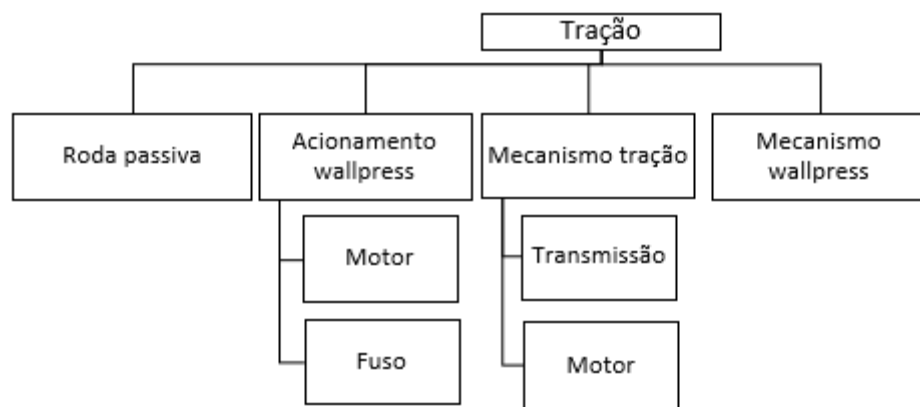 Tração
Roda passiva
Acionamento
wallpress
Mecanismo tração
Mecanismo
wallpress
Motor
Transmissão
Fuso
Motor